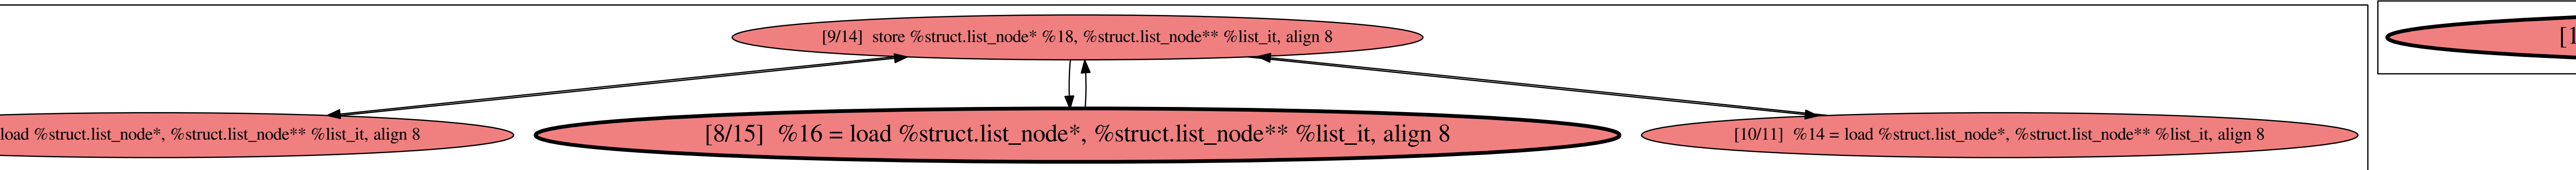 [9/14]  store %struct.list_node* %18, %struct.list_node** %list_it, align 8
load %struct.list_node*, %struct.list_node** %list_it, align 8
[8/15]  %16 = load %struct.list_node*, %struct.list_node** %list_it, align 8
[10/11]  %14 = load %struct.list_node*, %struct.list_node** %list_it, align 8
[1